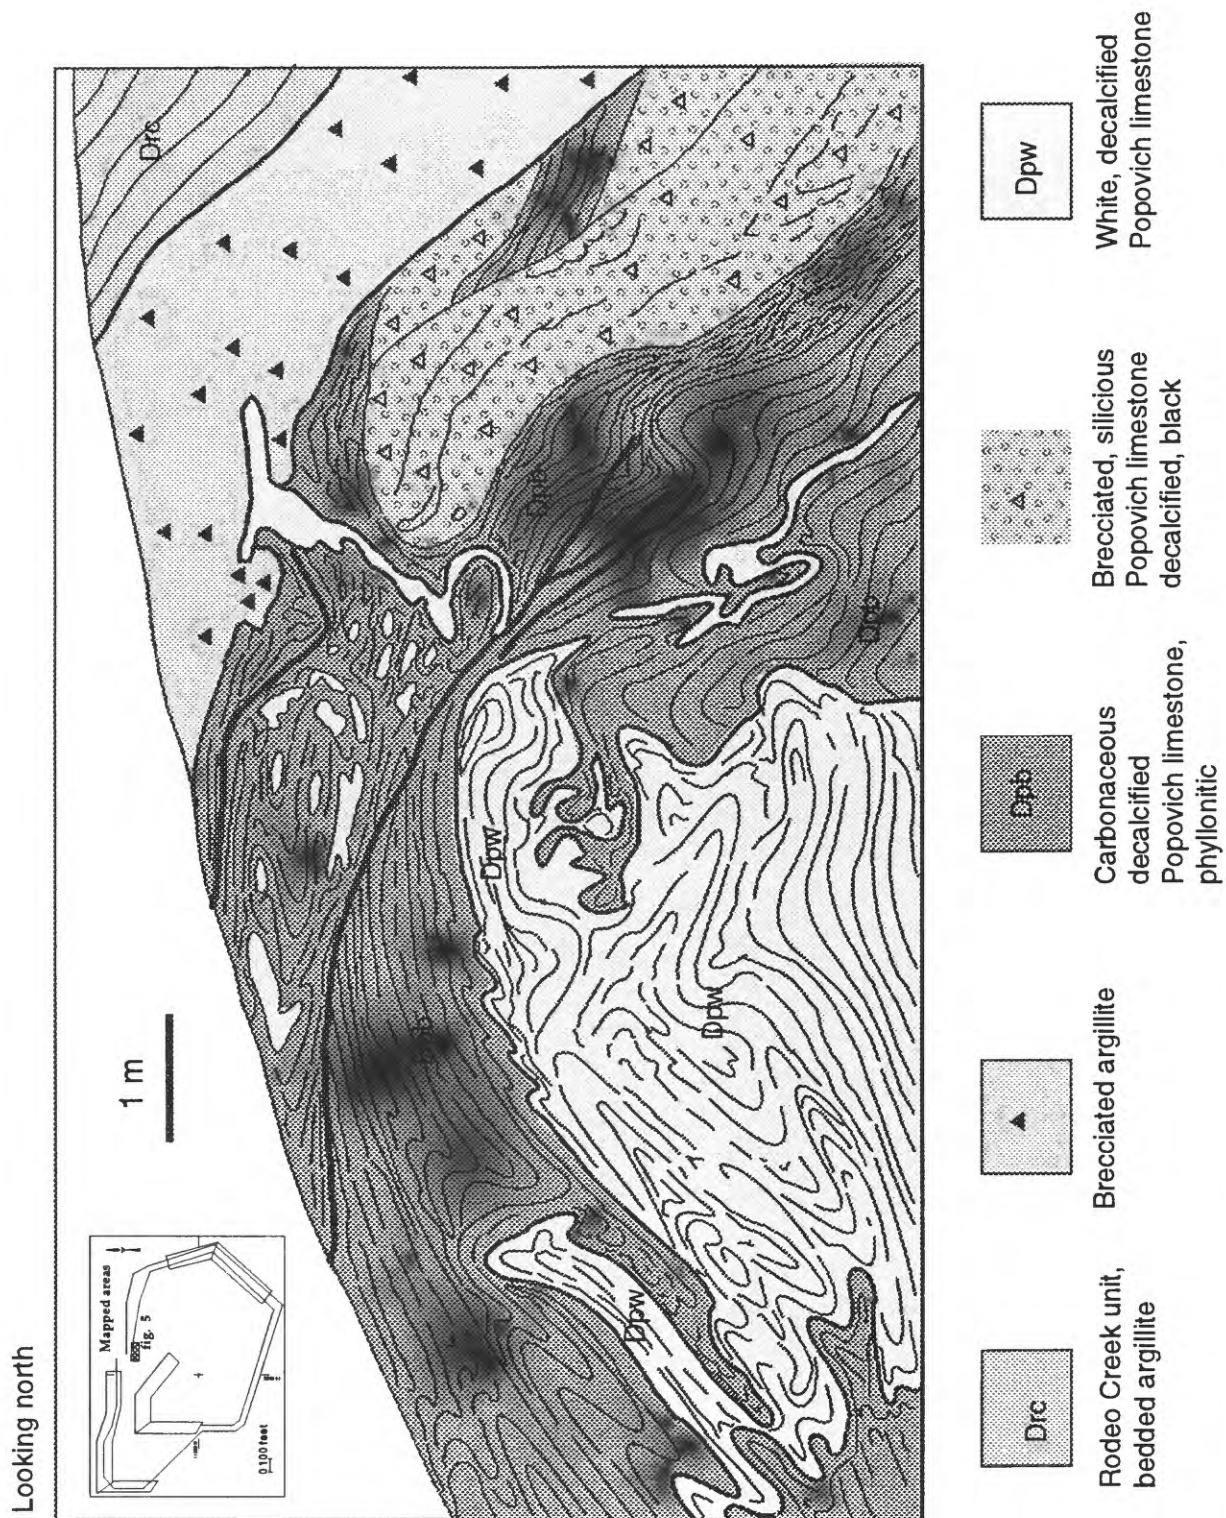 Looking north
Mapped areas
fig. 5
0 100 feet
1 m
Drc
Dpb
Dpb
Dpb
Dpw
Dpw
Dpw
Drc
Rodeo Creek unit,
bedded argillite
Brecciated argillite
Dpb
Carbonaceous
decalcified
Popovich limestone,
phyllonitic
Brecciated, silicious
Popovich limestone
decalcified, black
Dpw
White, decalcified
Popovich limestone